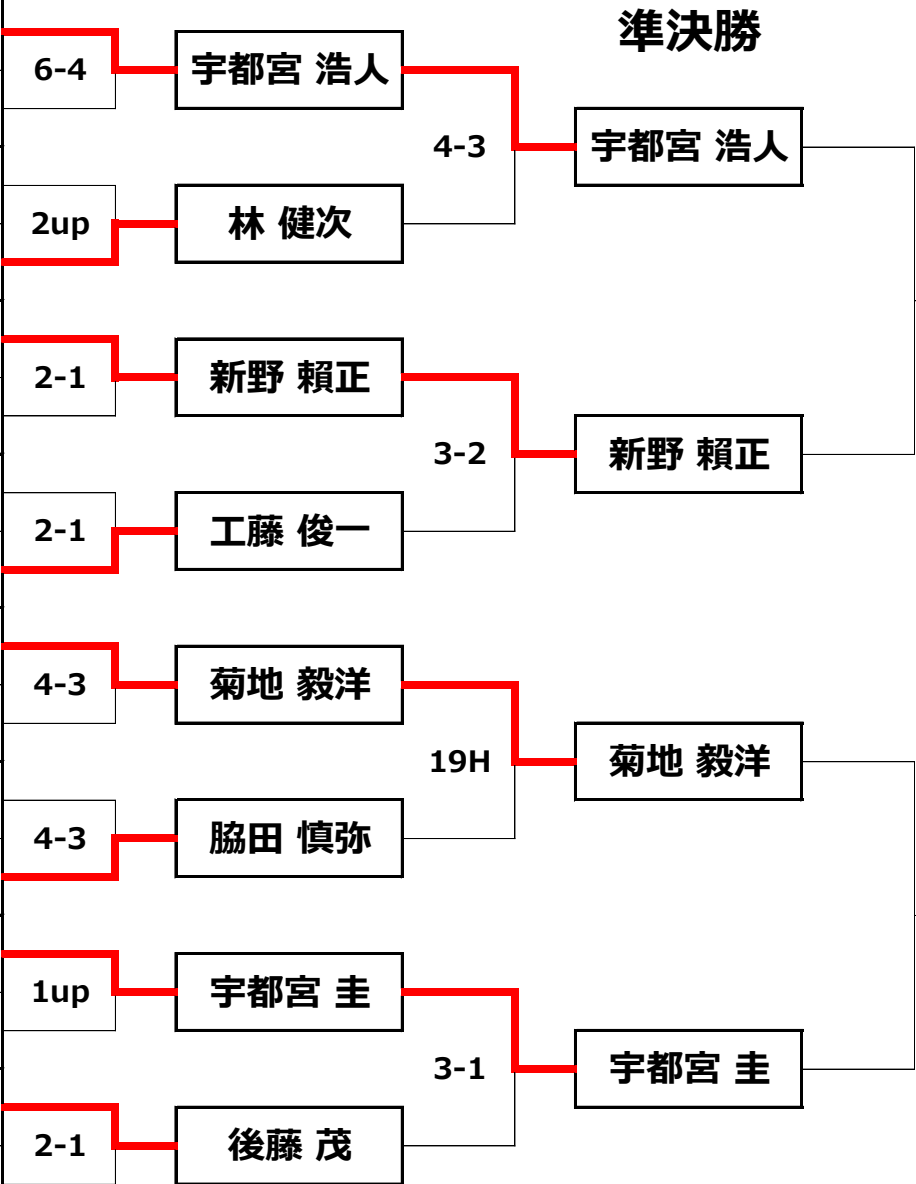 準決勝
6-4
宇都宮 浩人
4-3
宇都宮 浩人
2up
林 健次
2-1
新野 賴正
3-2
新野 賴正
2-1
工藤 俊一
4-3
菊地 毅洋
19H
菊地 毅洋
4-3
脇田 慎弥
1up
宇都宮 圭
3-1
宇都宮 圭
2-1
後藤 茂